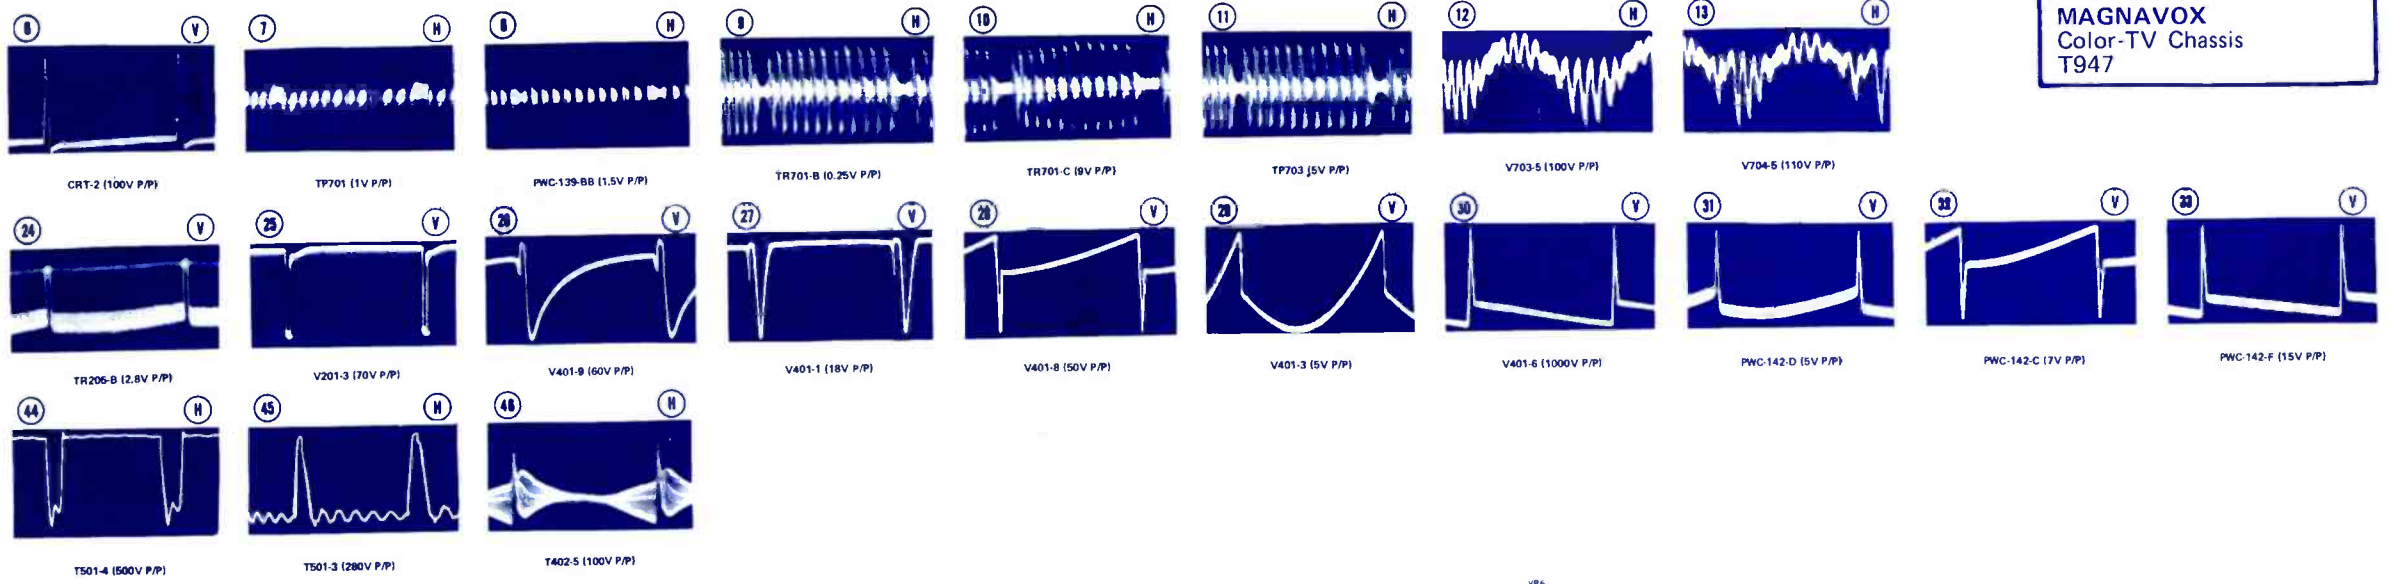 6 V 7 H 8 H 9 H 10 H 11 H 12 H 13 H
MAGNAVOX
Color-TV Chassis
T947
CRT-2 (100V P/P) TP701 (1V P/P) PWC-139-BB (1.5V P/P) TR701-B (0.25V P/P) TR701-C (9V P/P) TP703 (5V P/P) V703-5 (100V P/P) V704-5 (110V P/P)
24 V 25 V 26 V 27 V 28 V 29 V 30 V 31 V 32 V 33 V
TR205-B (2.8V P/P) V201-3 (70V P/P) V401-9 (60V P/P) V401-1 (18V P/P) V401-8 (50V P/P) V401-3 (5V P/P) V401-6 (1000V P/P) PWC-142-D (5V P/P) PWC-142-C (7V P/P) PWC-142-F (15V P/P)
44 H 45 H 46 H
T501-4 (500V P/P) T501-3 (280V P/P) T402-5 (100V P/P)